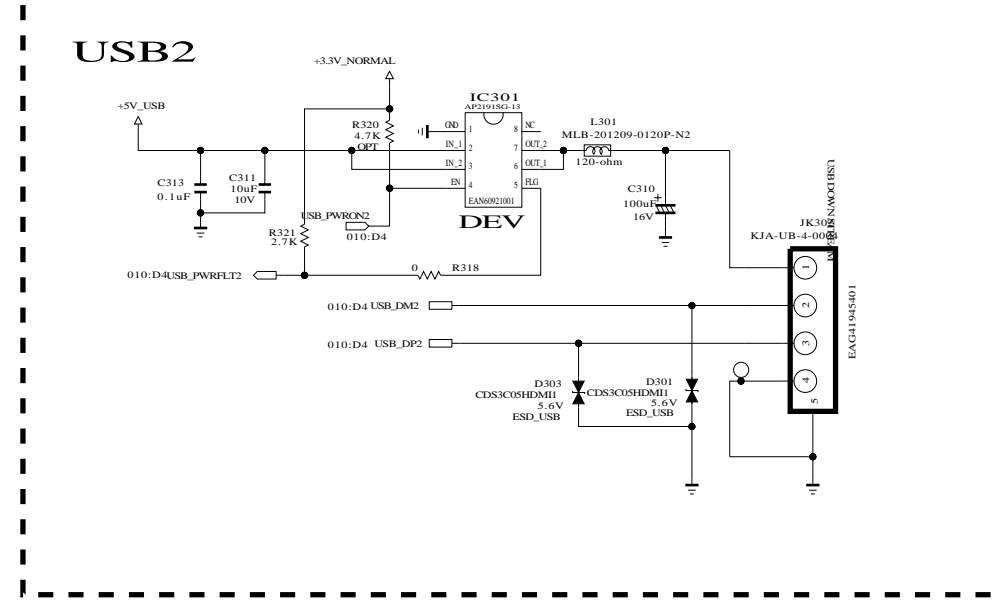 USB2
+3.3V_NORMAL
+5V_USB
IC301
AP2191SG-13
R320
4.7K
OPT
GND
1
8
NC
IN_1
2
7
OUT_2
IN_2
3
6
OUT_1
EN
4
5
FLG
EAN60921001
DEV
L301
MLB-201209-0120P-N2
120-ohm
C313
0.1uF
C311
10uF
10V
C310
100uF
+
16V
USB_PWRON2
010:D4
R321
2.7K
010:D4
USB_PWRFLT2
0
R318
USB DOWN STREAM
KJA-UB-4-0004
1
2
3
4
5
EAG41945401
010:D4
USB_DM2
010:D4
USB_DP2
D303
CDS3C05HDMI1
5.6V
ESD_USB
D301
CDS3C05HDMI1
5.6V
ESD_USB